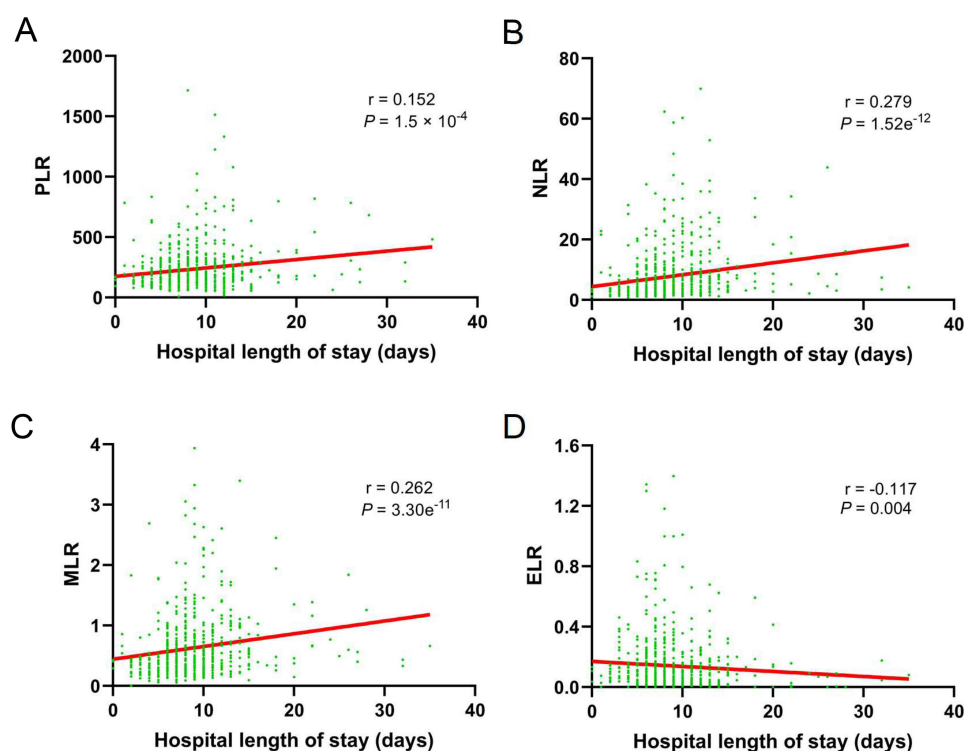 A
PLR
2000
1500
1000
500
0
r = 0.152
P = 1.5 × 10⁻⁴
0 10 20 30 40
Hospital length of stay (days)
B
NLR
80
60
40
20
0
r = 0.279
P = 1.52e⁻¹²
0 10 20 30 40
Hospital length of stay (days)
C
MLR
4
3
2
1
0
r = 0.262
P = 3.30e⁻¹¹
0 10 20 30 40
Hospital length of stay (days)
D
ELR
1.6
1.2
0.8
0.4
0.0
r = -0.117
P = 0.004
0 10 20 30 40
Hospital length of stay (days)